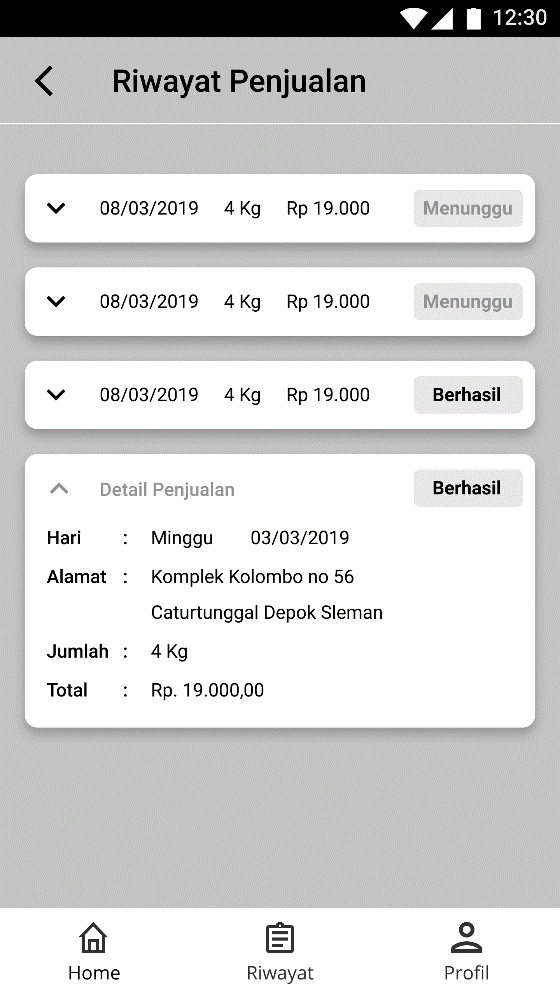 12:30
Riwayat Penjualan
08/03/2019 4 Kg Rp 19.000 Menunggu
08/03/2019 4 Kg Rp 19.000 Menunggu
08/03/2019 4 Kg Rp 19.000 Berhasil
Detail Penjualan Berhasil
Hari : Minggu 03/03/2019
Alamat : Komplek Kolombo no 56
Caturtunggal Depok Sleman
Jumlah : 4 Kg
Total : Rp. 19.000,00
Home Riwayat Profil